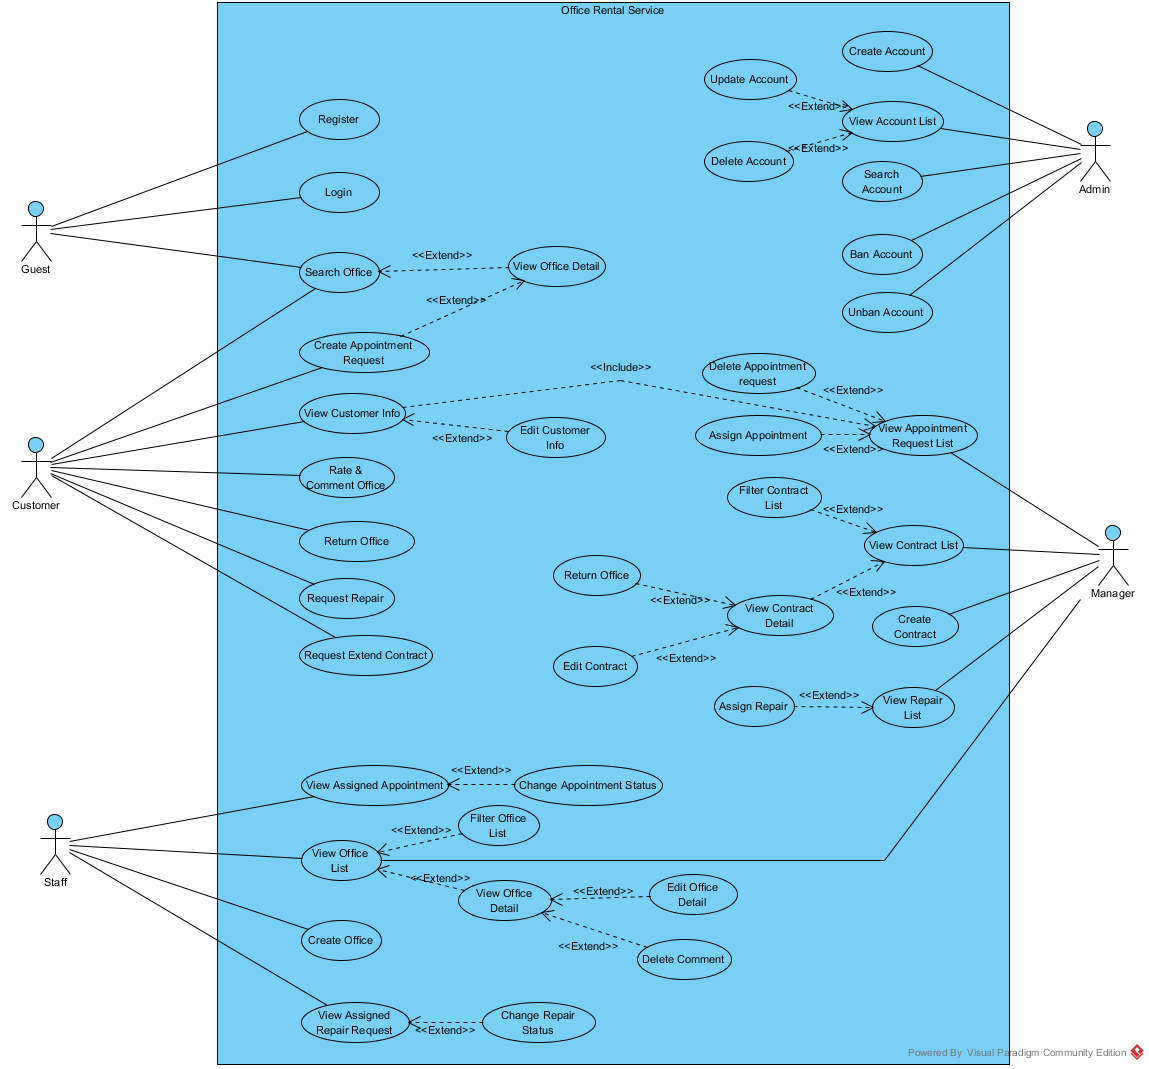 Office Rental Service
Create Account
Update Account
<<Extend>>
View Account List
<<Extend>>
Delete Account
Search
Account
Admin
Ban Account
Unban Account
Register
Login
Guest
Search Office
<<Extend>>
View Office Detail
<<Extend>>
Create Appointment
Request
<<Include>>
Delete Appointment
request
<<Extend>>
View Customer Info
<<Extend>>
Edit Customer
Info
Assign Appointment
<<Extend>>
View Appointment
Request List
Customer
Rate &
Comment Office
Filter Contract
List
<<Extend>>
Return Office
View Contract List
Manager
Request Repair
Return Office
<<Extend>>
<<Extend>>
View Contract
Detail
Create
Contract
Request Extend Contract
Edit Contract
<<Extend>>
Assign Repair
<<Extend>>
View Repair
List
View Assigned Appointment
<<Extend>>
Change Appointment Status
Filter Office
List
<<Extend>>
View Office
List
<<Extend>>
Staff
View Office
Detail
<<Extend>>
Edit Office
Detail
Create Office
<<Extend>>
Delete Comment
View Assigned
Repair Request
<<Extend>>
Change Repair
Status
Powered By Visual Paradigm Community Edition